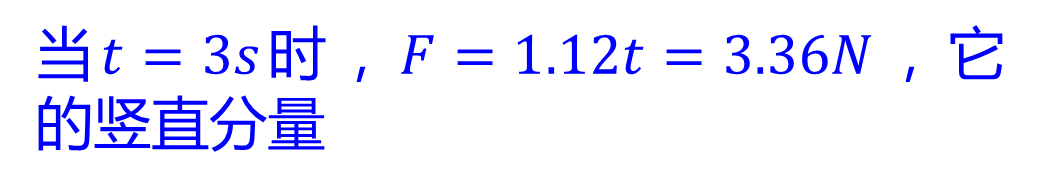 当t = 3s时，F = 1.12t = 3.36N，它
的竖直分量